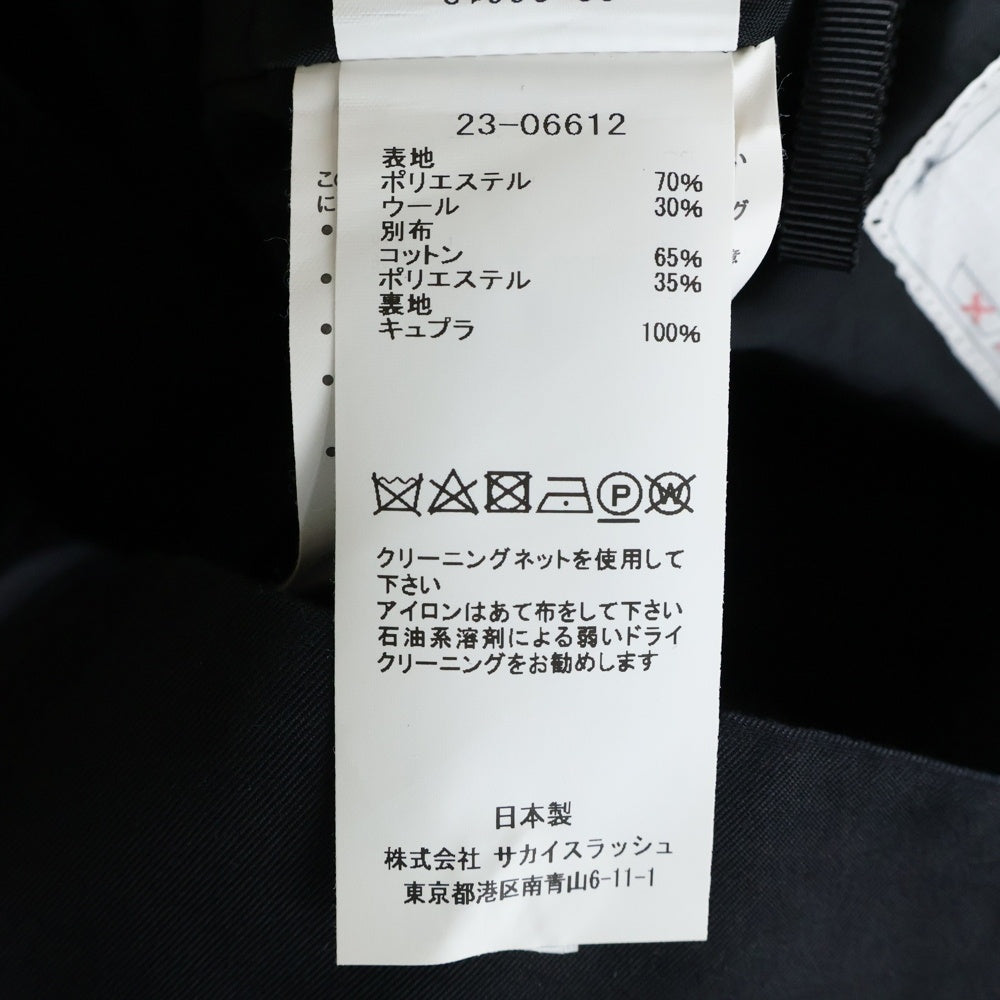 23-06612
表地
ポリエステル 70%
ウール 30%
別布
コットン 65%
ポリエステル 35%
裏地
キュプラ 100%
P W
クリーニングネットを使用して
下さい
アイロンはあて布をして下さい
石油系溶剤による弱いドライ
クリーニングをお勧めします
日本製
株式会社 サカイスラッシュ
東京都港区南青山6-11-1